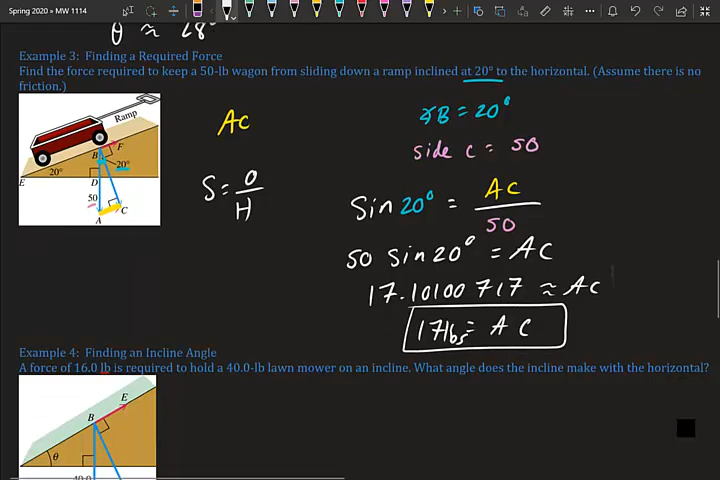 Spring 2020 » MW 1114
θ ≈ 28°
Example 3: Finding a Required Force
Find the force required to keep a 50-lb wagon from sliding down a ramp inclined at 20° to the horizontal. (Assume there is no
friction.)
Ramp
F
B
20°
20°
E
D
50
C
A
AC
S = O
H
∡B = 20°
side c = 50
Sin 20° = AC
50
50 sin 20° = AC
17.10100717 ≈ AC
17lbs = AC
Example 4: Finding an Incline Angle
A force of 16.0 lb is required to hold a 40.0-lb lawn mower on an incline. What angle does the incline make with the horizontal?
E
B
θ